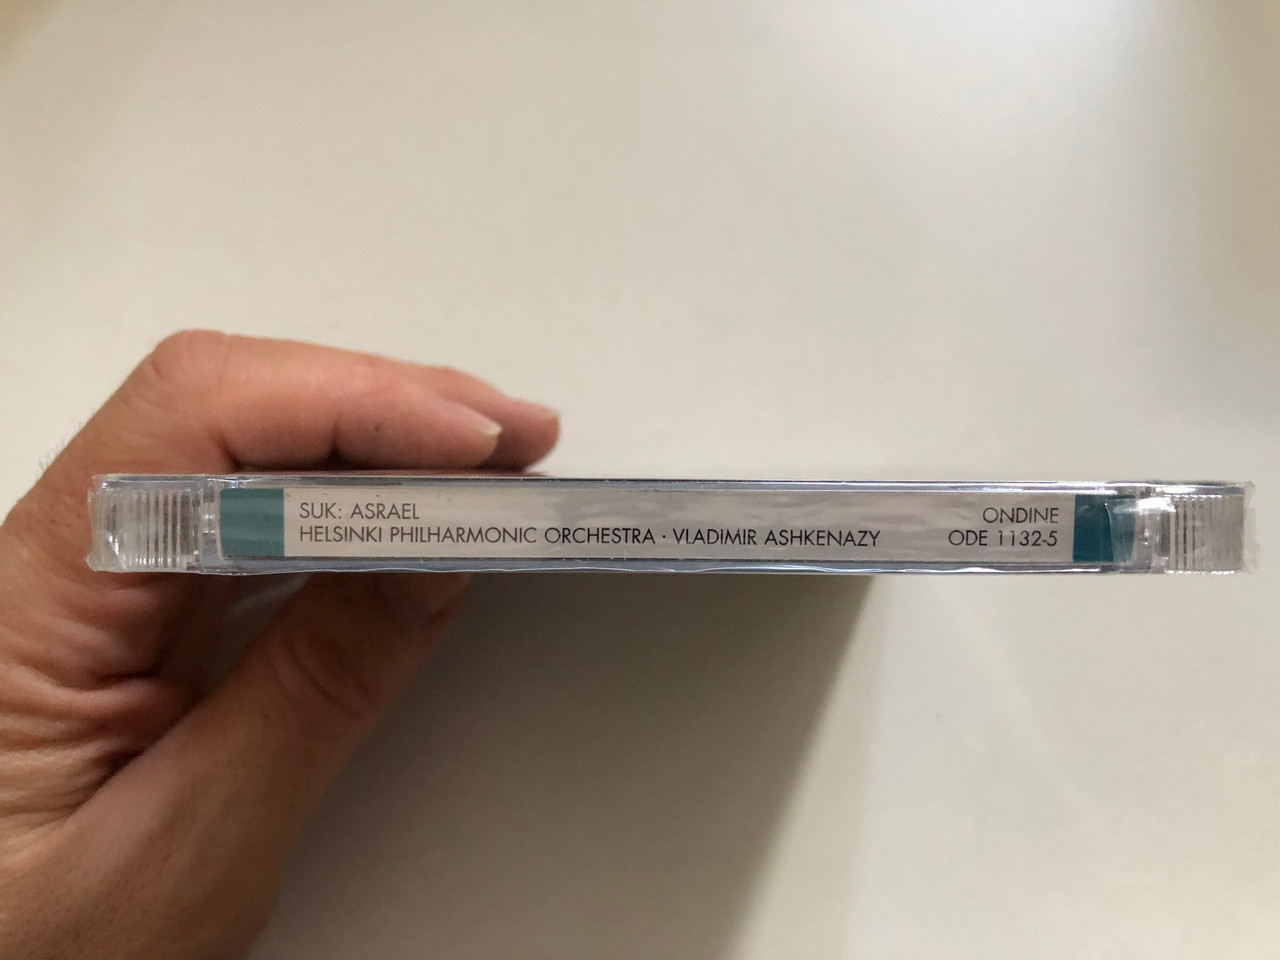 SUK: ASRAEL
HELSINKI PHILHARMONIC ORCHESTRA · VLADIMIR ASHKENAZY
ONDINE
ODE 1132-5